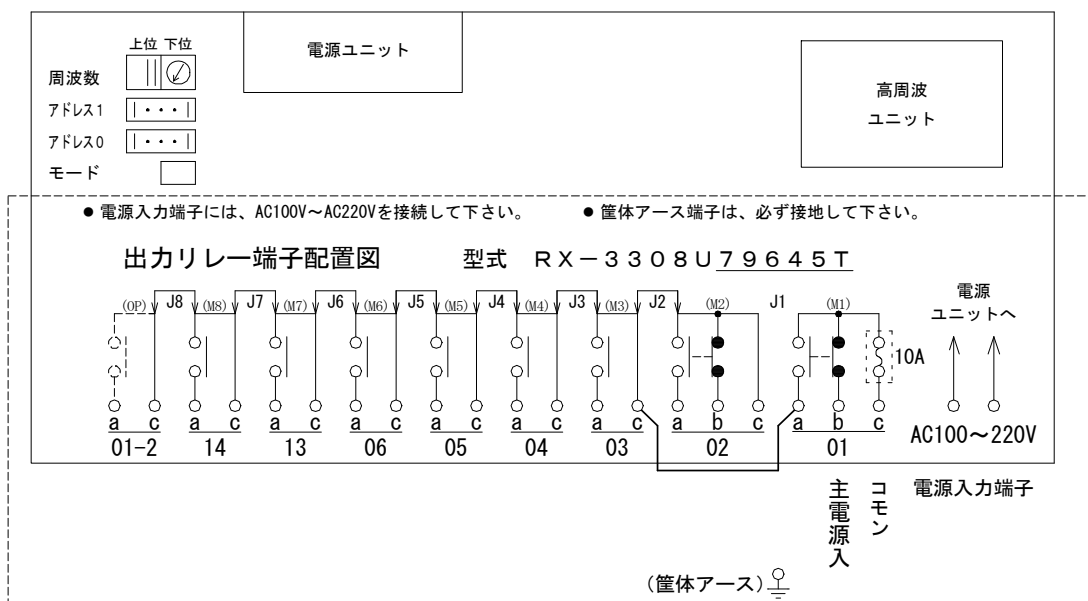 上位 下位
電源ユニット
周波数
高周波
ユニット
アドレス1
アドレス0
モード
● 電源入力端子には、AC100V~AC220Vを接続して下さい。 ● 筐体アース端子は、必ず接地して下さい。
出力リレー端子配置図 型式 RX-3308U79645T
電源
ユニットへ
(OP) J8 (M8) J7 (M7) J6 (M6) J5 (M5) J4 (M4) J3 (M3) J2 (M2) J1 (M1)
10A
a c a c a c a c a c a c a c a b c a b c
01-2 14 13 06 05 04 03 02 01
AC100~220V
主電源入
コモン
電源入力端子
(筐体アース)